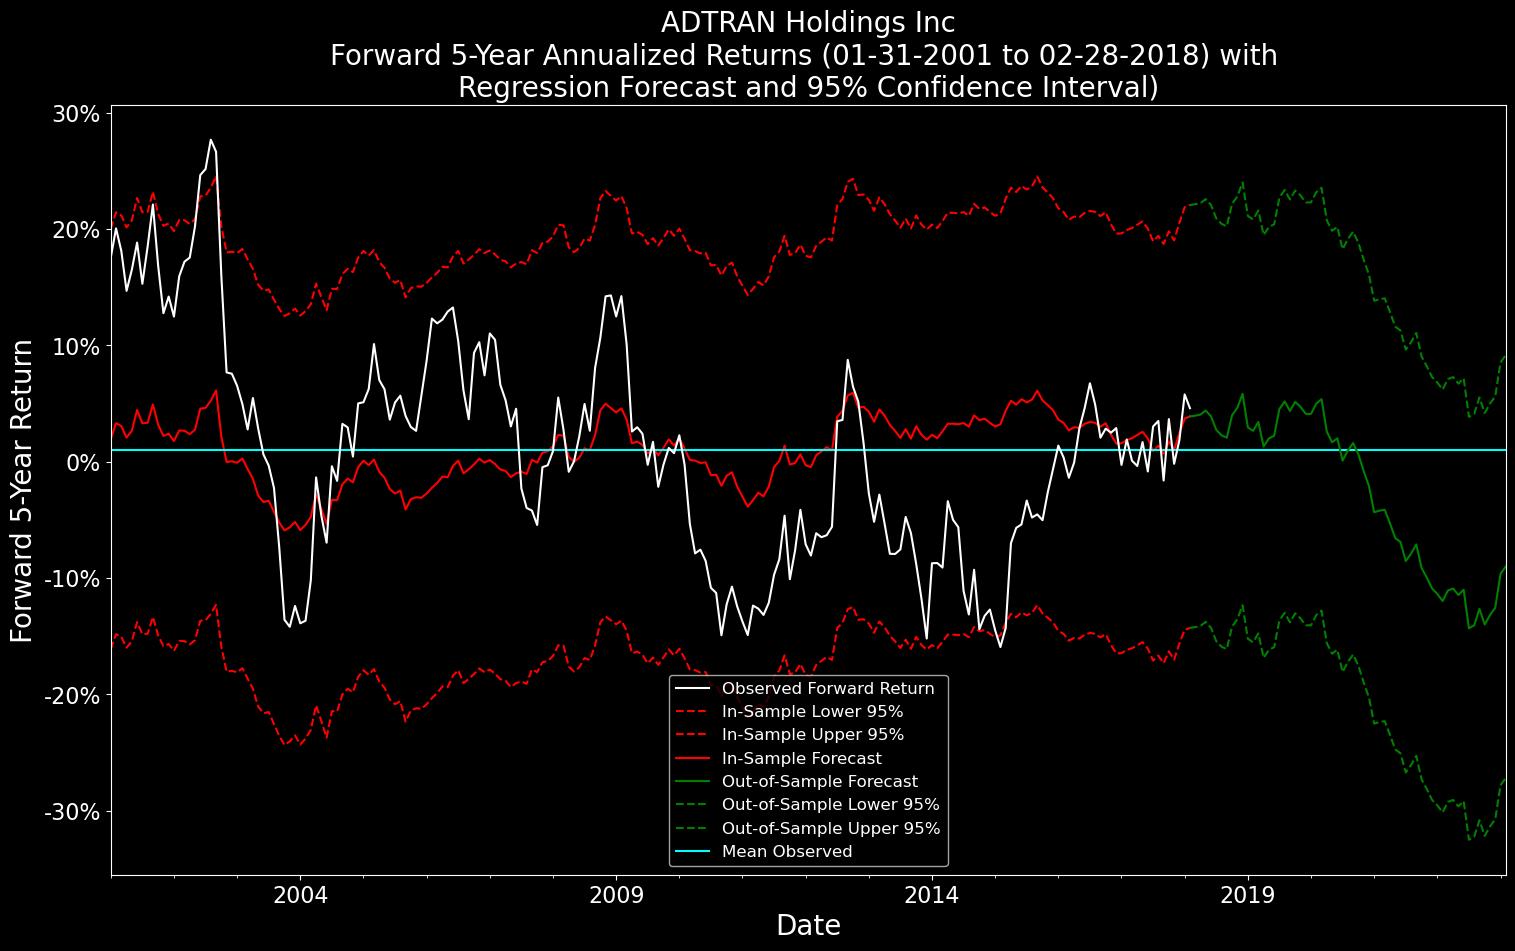 ADTRAN Holdings Inc
Forward 5-Year Annualized Returns (01-31-2001 to 02-28-2018) with
Regression Forecast and 95% Confidence Interval)
Forward 5-Year Return
30%
20%
10%
0%
-10%
-20%
-30%
Observed Forward Return
In-Sample Lower 95%
In-Sample Upper 95%
In-Sample Forecast
Out-of-Sample Forecast
Out-of-Sample Lower 95%
Out-of-Sample Upper 95%
Mean Observed
2004
2009
2014
2019
Date